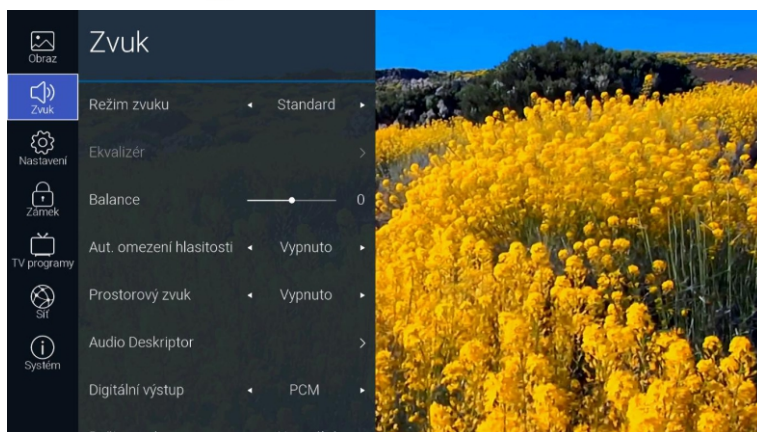 Obraz
Zvuk
Nastavení
Zámek
TV programy
Síť
Systém
Zvuk
Režim zvuku Standard
Ekvalizér
Balance 0
Aut. omezení hlasitosti Vypnuto
Prostorový zvuk Vypnuto
Audio Deskriptor
Digitální výstup PCM